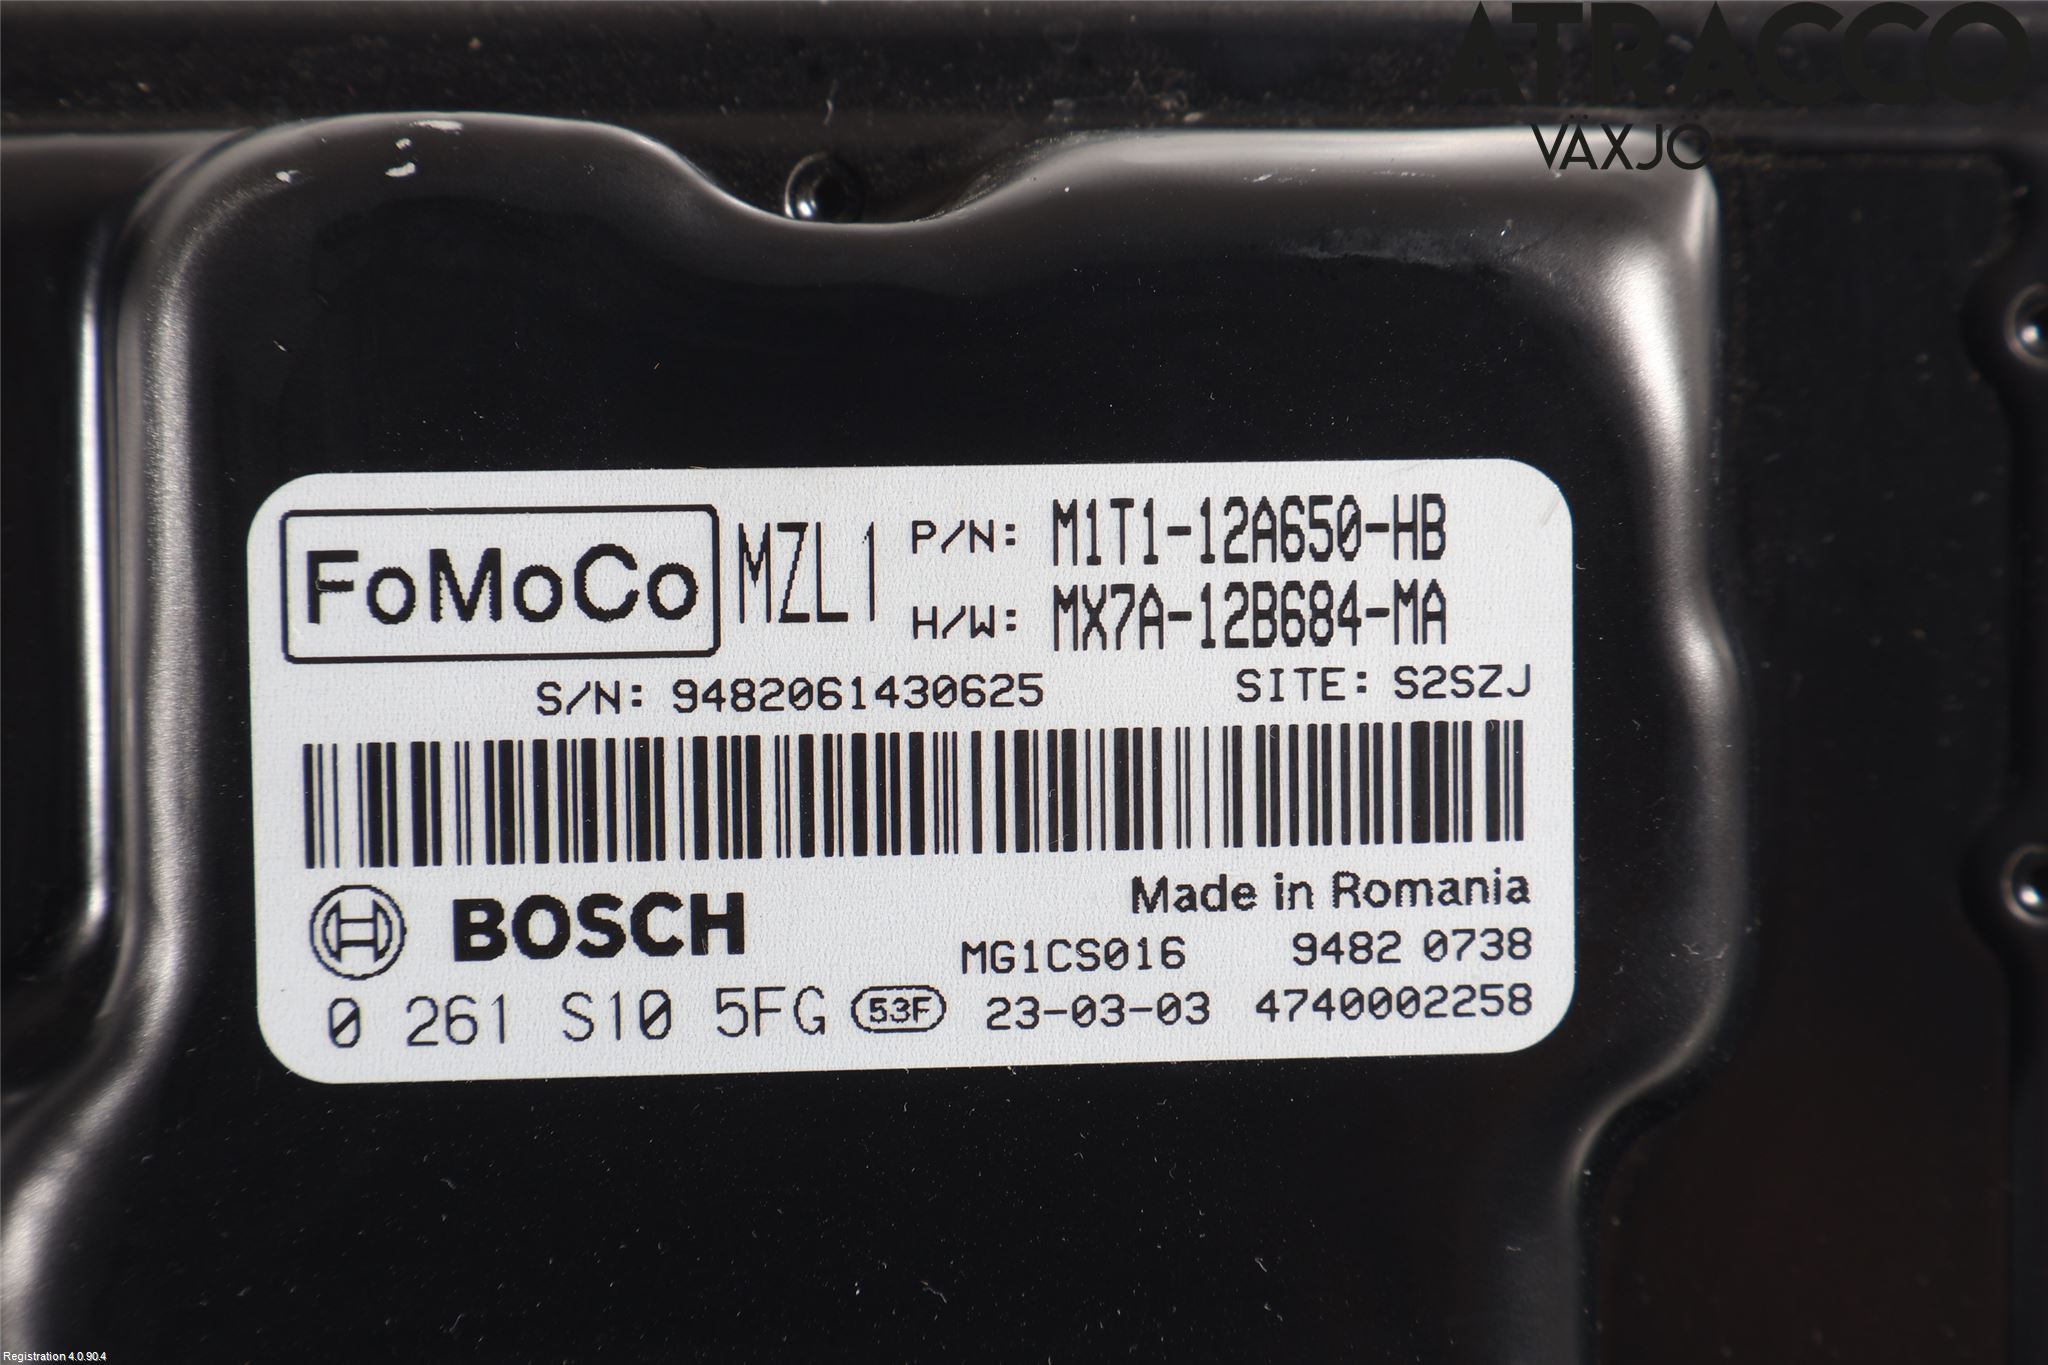 ATRACCO
VÄXJÖ
FoMoCo MZL1 P/N: M1T1-12A650-HB
H/W: MX7A-12B684-MA
S/N: 9482061430625 SITE: S2SZJ
BOSCH Made in Romania
MG1CS016 9482 0738
0 261 S10 5FG 53F 23-03-03 4740002258
Registration 4.0.90.4